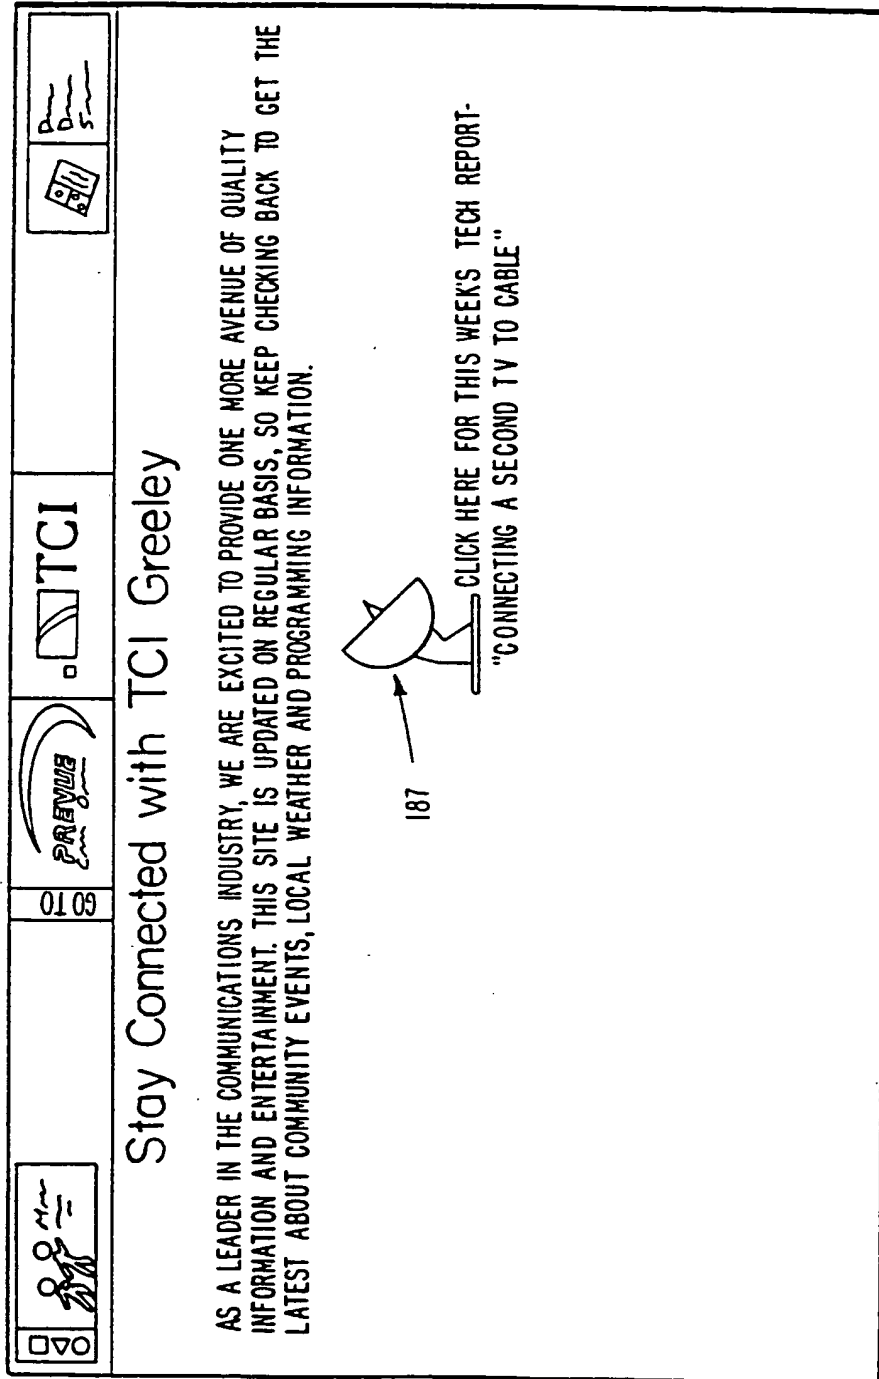 GO TO
PREVUE
TCI
Stay Connected with TCI Greeley
AS A LEADER IN THE COMMUNICATIONS INDUSTRY, WE ARE EXCITED TO PROVIDE ONE MORE AVENUE OF QUALITY
INFORMATION AND ENTERTAINMENT. THIS SITE IS UPDATED ON REGULAR BASIS, SO KEEP CHECKING BACK TO GET THE
LATEST ABOUT COMMUNITY EVENTS, LOCAL WEATHER AND PROGRAMMING INFORMATION.
187
CLICK HERE FOR THIS WEEK'S TECH REPORT-
"CONNECTING A SECOND TV TO CABLE"